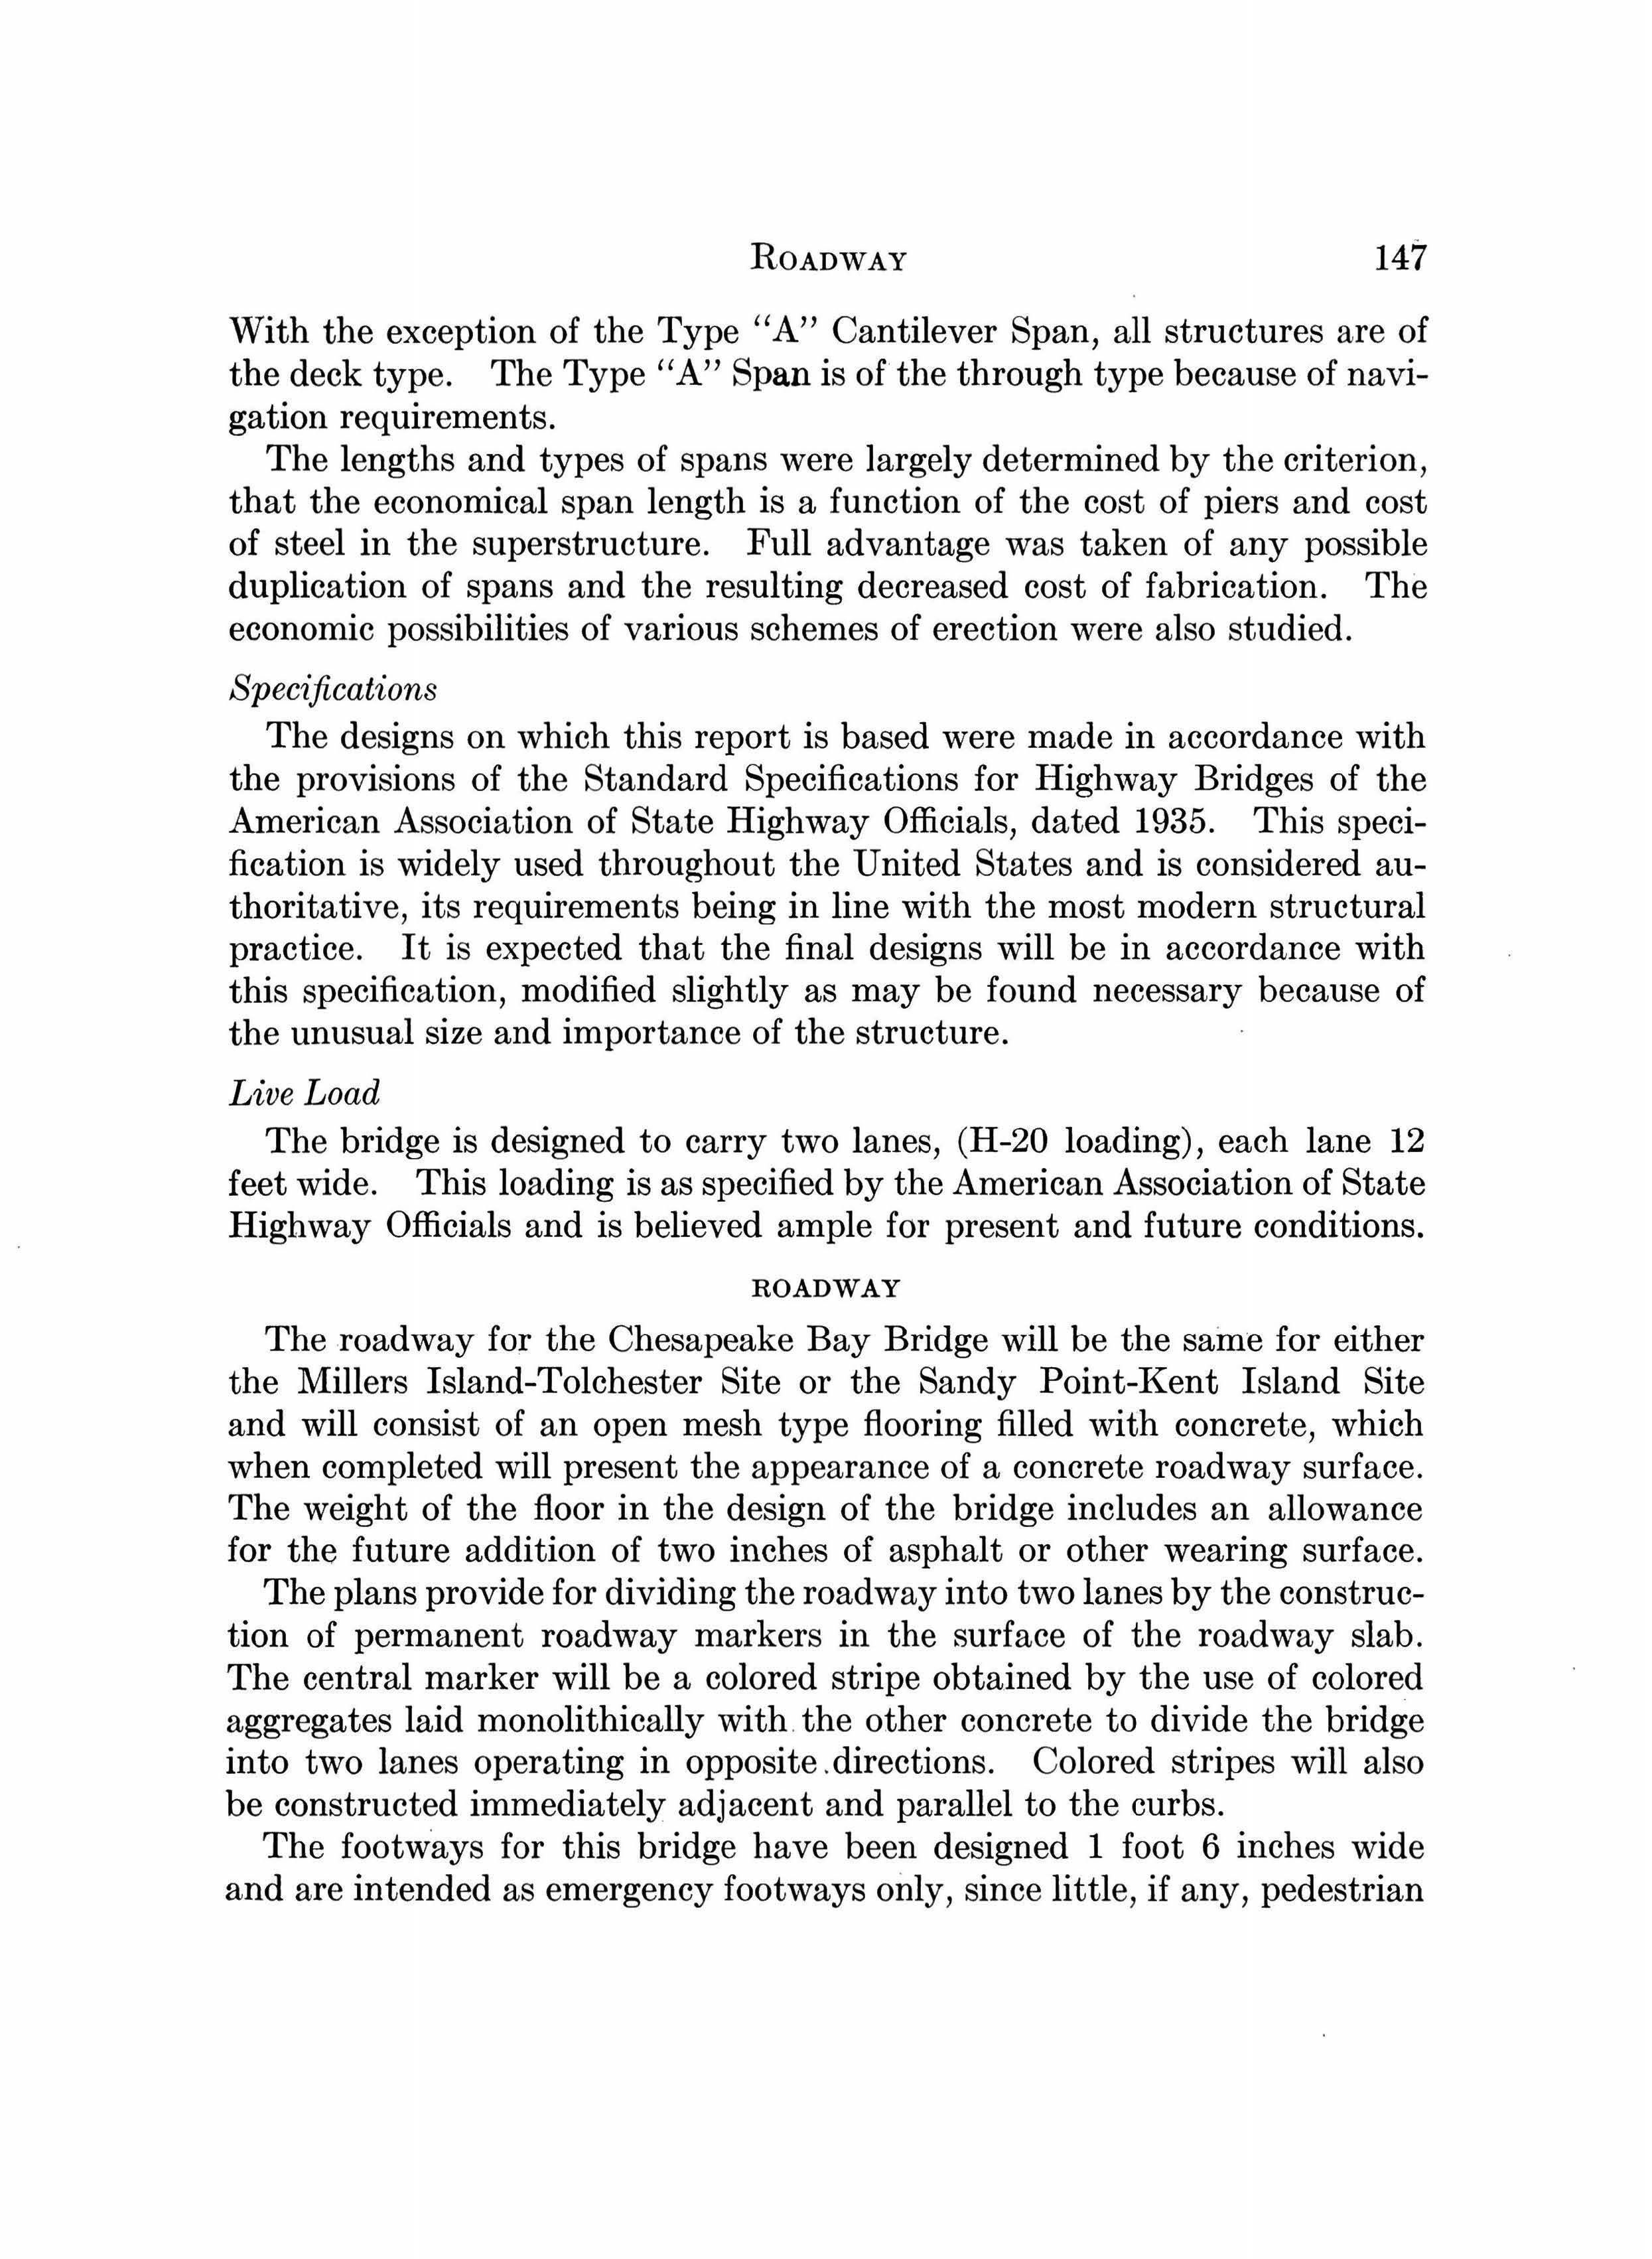 ROADWAY 147
With the exception of the Type “A” Cantilever Span, all structures are of
the deck type. The Type “A” Span is of the through type because of navi-
gation requirements.
The lengths and types of spans were largely determined by the criterion,
that the economical span length is a function of the cost of piers and cost
of steel in the superstructure. Full advantage was taken of any possible
duplication of spans and the resulting decreased cost of fabrication. The
economic possibilities of various schemes of erection were also studied.
Specifications
The designs on which this report is based were made in accordance with
the provisions of the Standard Specifications for Highway Bridges of the
American Association of State Highway Officials, dated 1935. This speci-
fication is widely used throughout the United States and is considered au-
thoritative, its requirements being in line with the most modern structural
practice. It is expected that the final designs will be in accordance with
this specification, modified slightly as may be found necessary because of
the unusual size and importance of the structure.
Live Load
The bridge is designed to carry two lanes, (H-20 loading), each lane 12
feet wide. This loading is as specified by the American Association of State
Highway Officials and is believed ample for present and future conditions.
ROADWAY
The roadway for the Chesapeake Bay Bridge will be the same for either
the Millers Island-Tolchester Site or the Sandy Point-Kent Island Site
and will consist of an open mesh type flooring filled with concrete, which
when completed will present the appearance of a concrete roadway surface.
The weight of the floor in the design of the bridge includes an allowance
for the future addition of two inches of asphalt or other wearing surface.
The plans provide for dividing the roadway into two lanes by the construc-
tion of permanent roadway markers in the surface of the roadway slab.
The central marker will be a colored stripe obtained by the use of colored
aggregates laid monolithically with the other concrete to divide the bridge
into two lanes operating in opposite directions. Colored stripes will also
be constructed immediately adjacent and parallel to the curbs.
The footways for this bridge have been designed 1 foot 6 inches wide
and are intended as emergency footways only, since little, if any, pedestrian